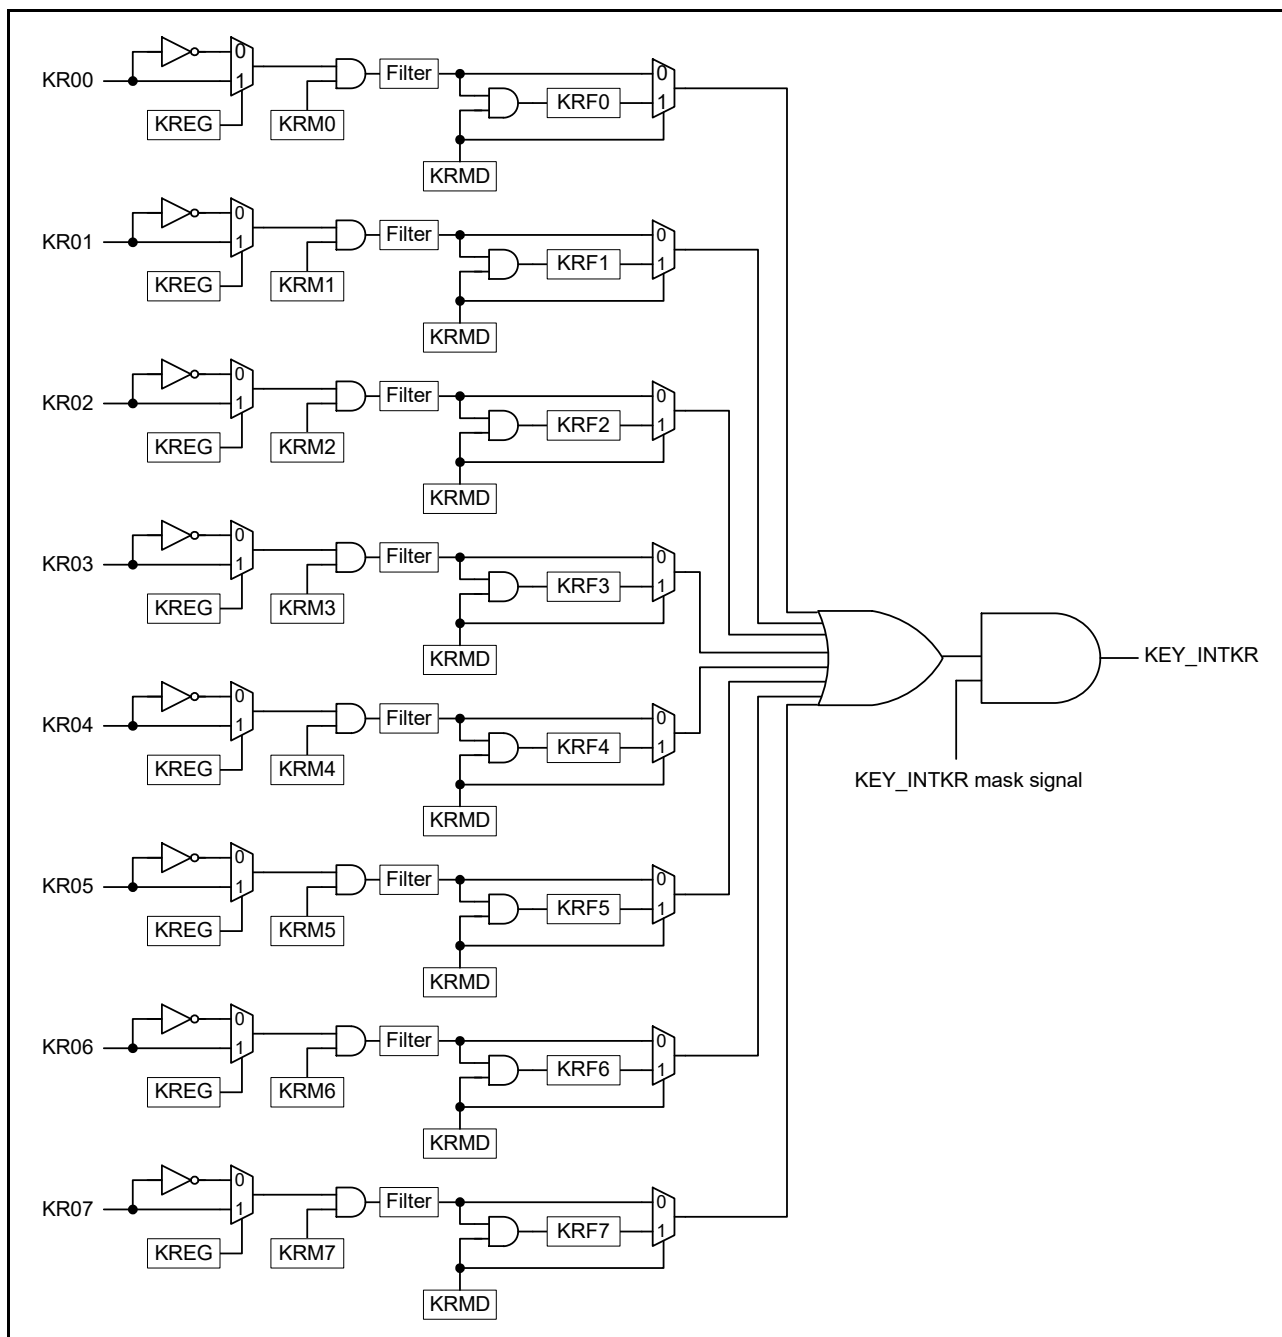 0
KR00 1 Filter 0
KRF0 1
KREG KRM0
KRMD
0
KR01 1 Filter 0
KRF1 1
KREG KRM1
KRMD
0
KR02 1 Filter 0
KRF2 1
KREG KRM2
KRMD
0
KR03 1 Filter 0
KRF3 1
KREG KRM3
KRMD
KEY_INTKR
0
KR04 1 Filter 0
KRF4 1
KREG KRM4
KEY_INTKR mask signal
KRMD
0
KR05 1 Filter 0
KRF5 1
KREG KRM5
KRMD
0
KR06 1 Filter 0
KRF6 1
KREG KRM6
KRMD
0
KR07 1 Filter 0
KRF7 1
KREG KRM7
KRMD